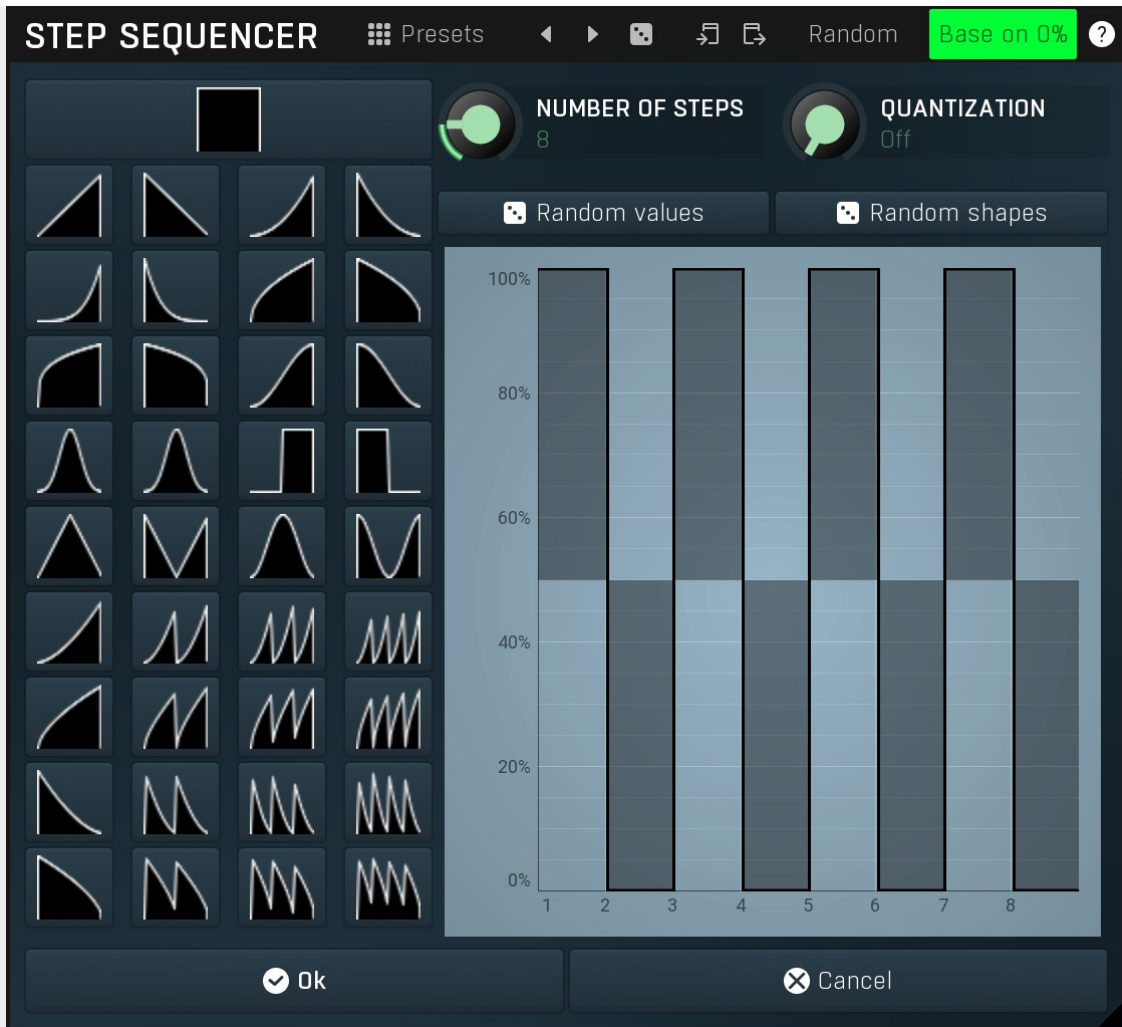 STEP SEQUENCER Presets Random Base on 0% ?
NUMBER OF STEPS
8
QUANTIZATION
Off
Random values
Random shapes
100%
80%
60%
40%
20%
0%
1 2 3 4 5 6 7 8
Ok
Cancel